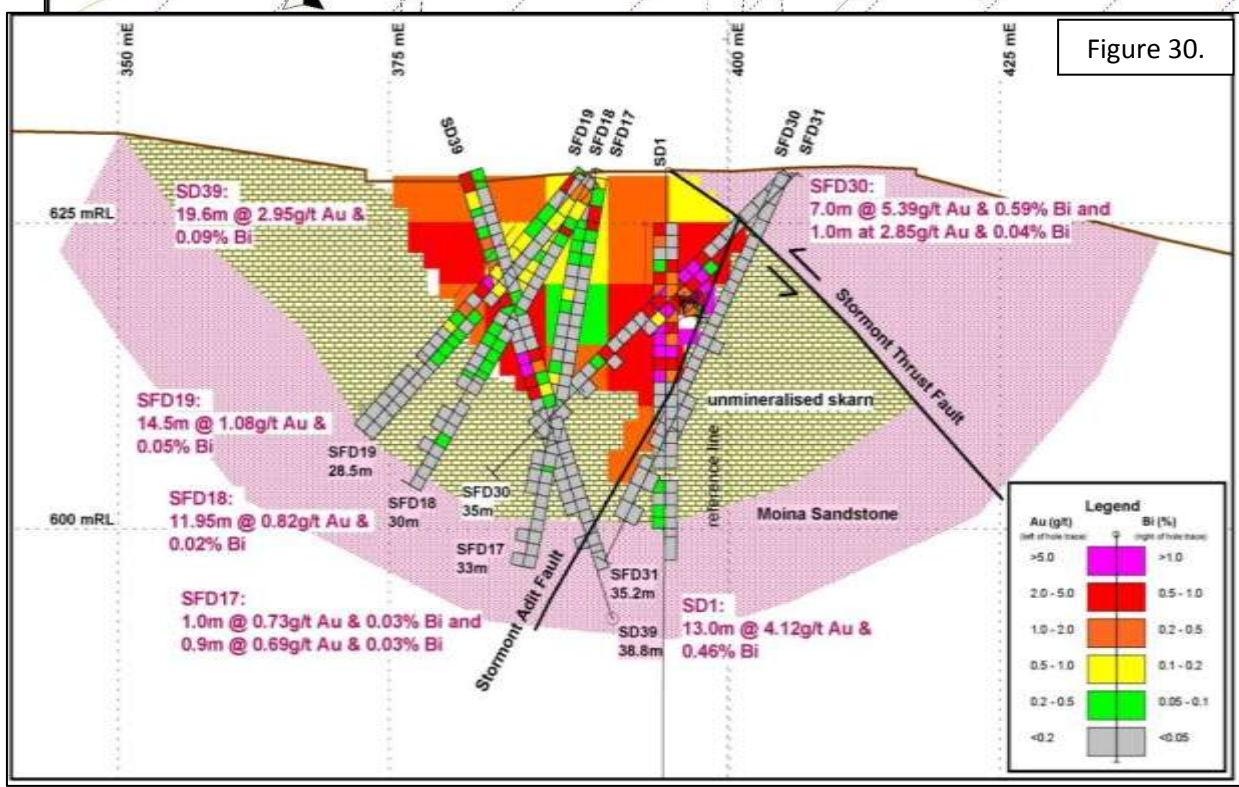 Figure 30.
350 mE
375 mE
400 mE
425 mE
SD39
SFD19
SFD18
SFD17
SD1
SFD30
SFD31
SD39:
19.6m @ 2.95g/t Au &
0.09% Bi
SFD30:
7.0m @ 5.39g/t Au & 0.59% Bi and
1.0m at 2.85g/t Au & 0.04% Bi
625 mRL
Stormont Thrust Fault
unmineralised skarn
SFD19:
14.5m @ 1.08g/t Au &
0.05% Bi
SFD19
28.5m
SFD18
30m
SFD30
35m
reference line
SFD18:
11.95m @ 0.82g/t Au &
0.02% Bi
600 mRL
Moina Sandstone
SFD17
33m
Stormont Adit Fault
SFD31
35.2m
SFD17:
1.0m @ 0.73g/t Au & 0.03% Bi and
0.9m @ 0.69g/t Au & 0.03% Bi
SD39
38.8m
SD1:
13.0m @ 4.12g/t Au &
0.46% Bi
Legend
Au (g/t) Bi (%)
(left of hole trace) (right of hole trace)
>5.0 >1.0
2.0 - 5.0 0.5 - 1.0
1.0 - 2.0 0.2 - 0.5
0.5 - 1.0 0.1 - 0.2
0.2 - 0.5 0.05 - 0.1
<0.2 <0.05